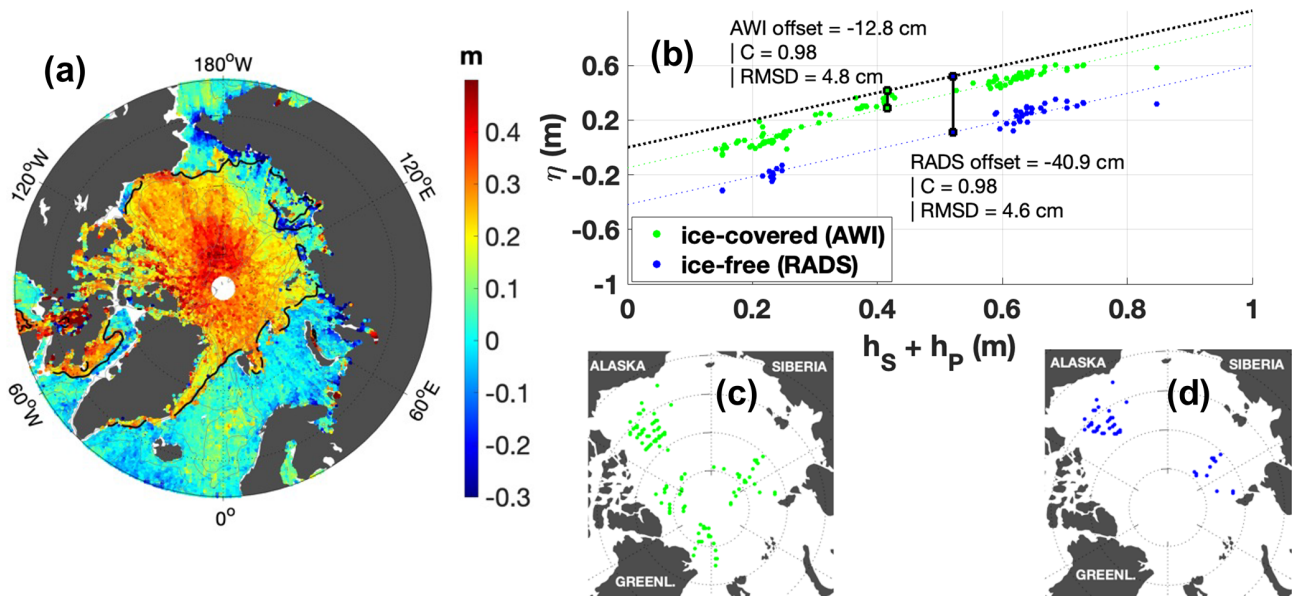 (a)
180°W
120°W
120°E
60°W
60°E
0°
m
0.4
0.3
0.2
0.1
0
-0.1
-0.2
-0.3
(b)
AWI offset = -12.8 cm
| C = 0.98
| RMSD = 4.8 cm
RADS offset = -40.9 cm
| C = 0.98
| RMSD = 4.6 cm
η (m)
0.6
0.2
-0.2
-0.6
-1
ice-covered (AWI)
ice-free (RADS)
0 0.2 0.4 0.6 0.8 1
hS + hP (m)
ALASKA
SIBERIA
(c)
GREENL.
ALASKA
SIBERIA
(d)
GREENL.